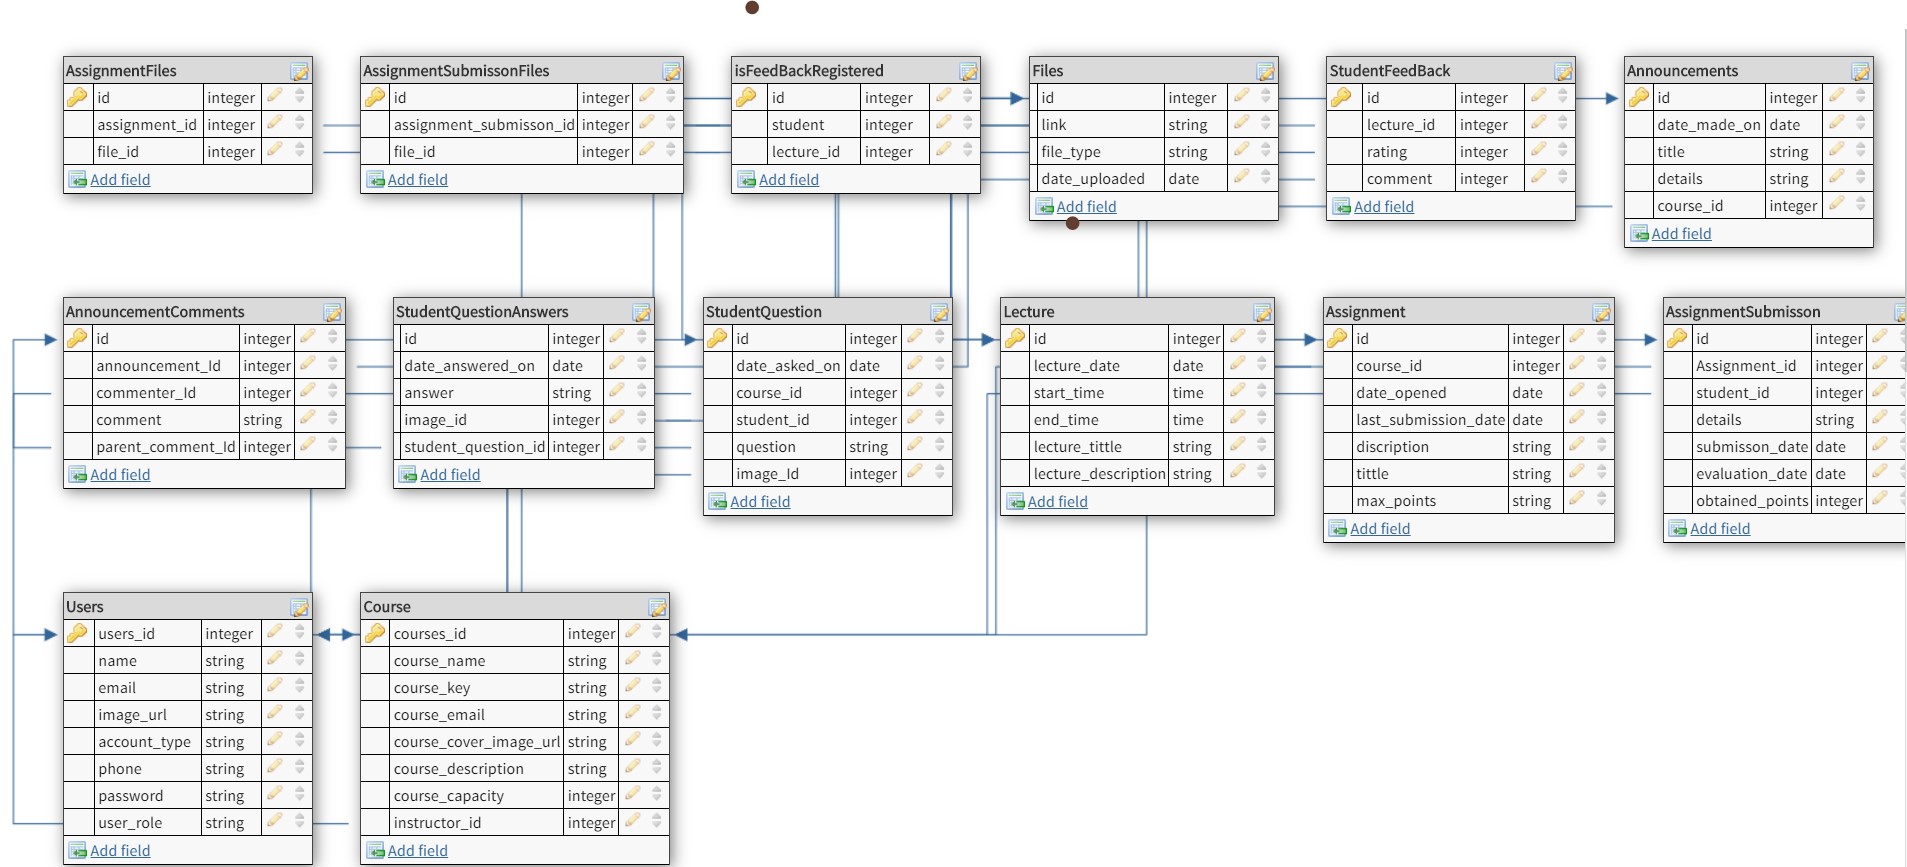 AssignmentFiles
id integer
assignment_id integer
file_id integer
Add field
AssignmentSubmissonFiles
id integer
assignment_submisson_id integer
file_id integer
Add field
isFeedBackRegistered
id integer
student integer
lecture_id integer
Add field
Files
id integer
link string
file_type string
date_uploaded date
Add field
StudentFeedBack
id integer
lecture_id integer
rating integer
comment integer
Add field
Announcements
id integer
date_made_on date
title string
details string
course_id integer
Add field
AnnouncementComments
id integer
announcement_Id integer
commenter_Id integer
comment string
parent_comment_Id integer
Add field
StudentQuestionAnswers
id integer
date_answered_on date
answer string
image_id integer
student_question_id integer
Add field
StudentQuestion
id integer
date_asked_on date
course_id integer
student_id integer
question string
image_Id integer
Add field
Lecture
id integer
lecture_date date
start_time time
end_time time
lecture_tittle string
lecture_description string
Add field
Assignment
id integer
course_id integer
date_opened date
last_submission_date date
discription string
tittle string
max_points string
Add field
AssignmentSubmisson
id integer
Assignment_id integer
student_id integer
details string
submisson_date date
evaluation_date date
obtained_points integer
Add field
Users
users_id integer
name string
email string
image_url string
account_type string
phone string
password string
user_role string
Add field
Course
courses_id integer
course_name string
course_key string
course_email string
course_cover_image_url string
course_description string
course_capacity integer
instructor_id integer
Add field